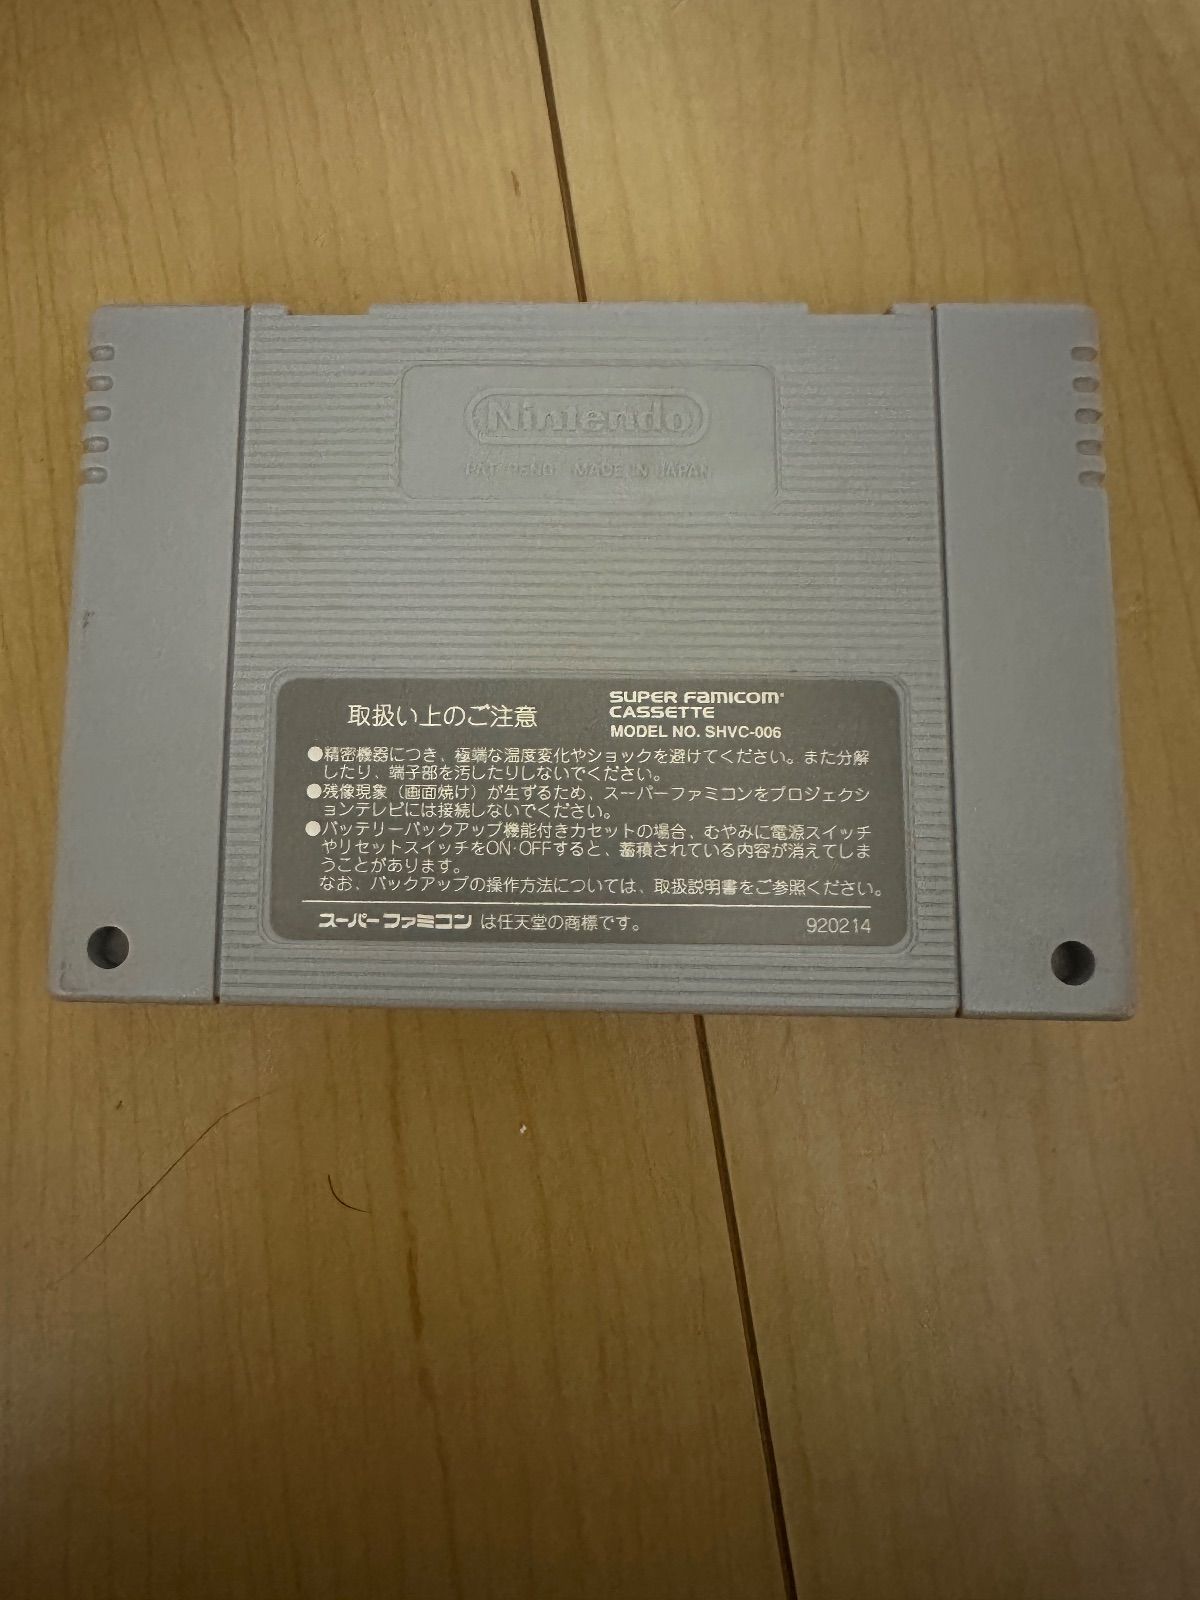 Nintendo
PAT. PEND. MADE IN JAPAN
取扱い上のご注意
SUPER FAMICOM
CASSETTE
MODEL NO. SHVC-006
●精密機器につき、極端な温度変化やショックを避けてください。また分解
したり、端子部を汚したりしないでください。
●残像現象（画面焼け）が生ずるため、スーパーファミコンをプロジェクシ
ョンテレビには接続しないでください。
●バッテリーバックアップ機能付きカセットの場合、むやみに電源スイッチ
やリセットスイッチをON・OFFすると、蓄積されている内容が消えてしま
うことがあります。
なお、バックアップの操作方法については、取扱説明書をご参照ください。
スーパーファミコン は任天堂の商標です。
920214